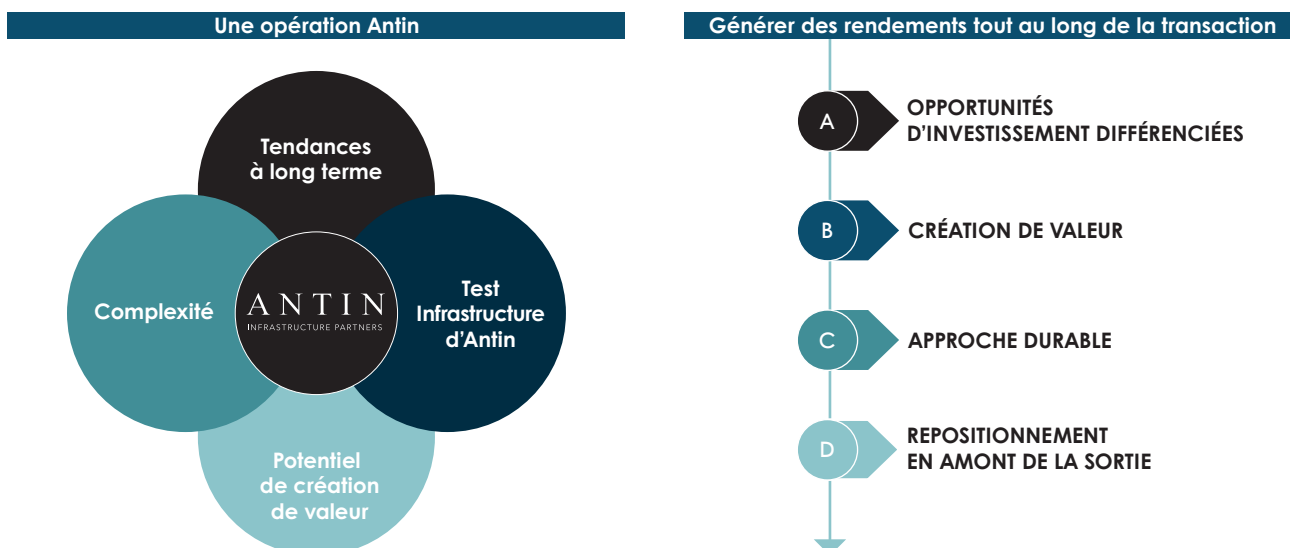 Une opération Antin
Tendances
à long terme
Complexité
ANTIN
INFRASTRUCTURE PARTNERS
Test
Infrastructure
d'Antin
Potentiel
de création
de valeur
Générer des rendements tout au long de la transaction
A
OPPORTUNITÉS
D'INVESTISSEMENT DIFFÉRENCIÉES
B
CRÉATION DE VALEUR
C
APPROCHE DURABLE
D
REPOSITIONNEMENT
EN AMONT DE LA SORTIE